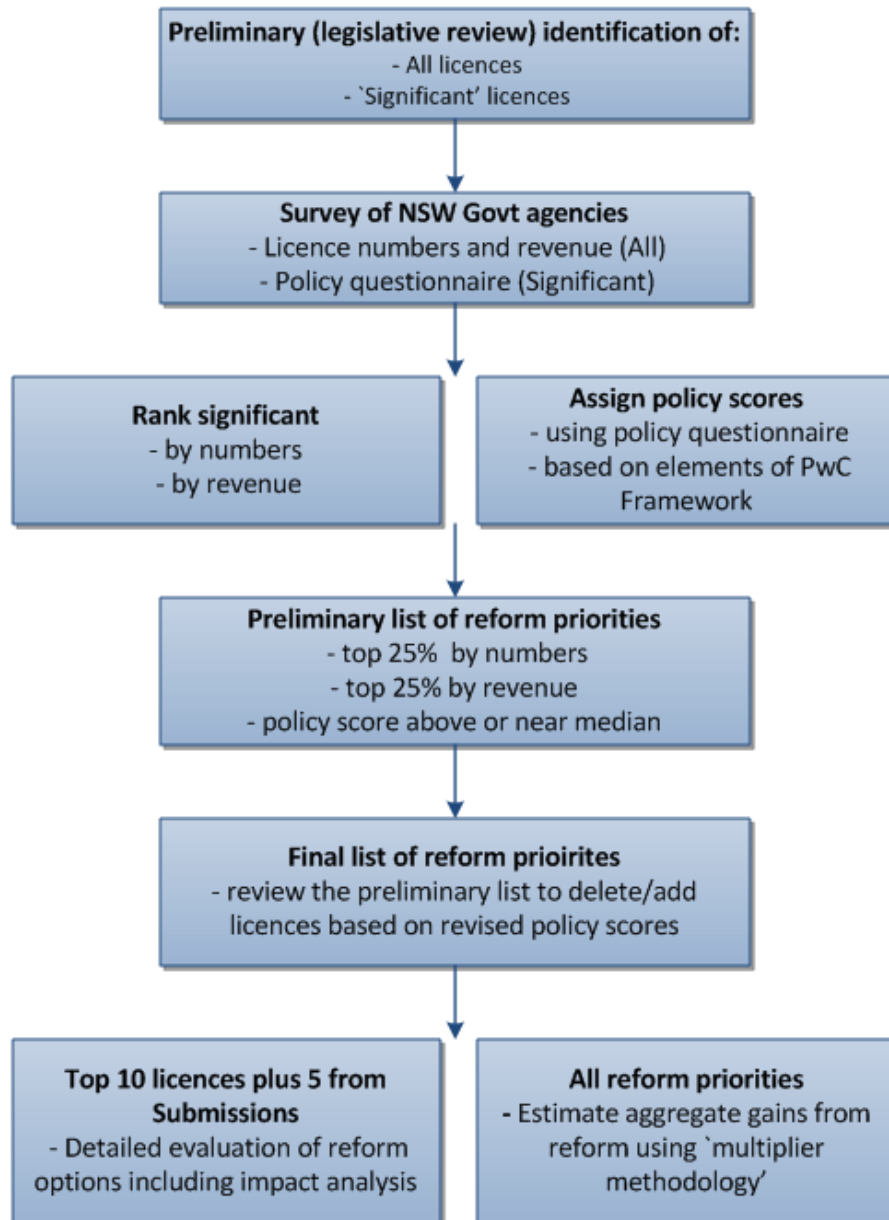 Preliminary (legislative review) identification of:
- All licences
- `Significant’ licences
Survey of NSW Govt agencies
- Licence numbers and revenue (All)
- Policy questionnaire (Significant)
Rank significant
- by numbers
- by revenue
Assign policy scores
- using policy questionnaire
- based on elements of PwC
Framework
Preliminary list of reform priorities
- top 25% by numbers
- top 25% by revenue
- policy score above or near median
Final list of reform prioirites
- review the preliminary list to delete/add
licences based on revised policy scores
Top 10 licences plus 5 from
Submissions
- Detailed evaluation of reform
options including impact analysis
All reform priorities
- Estimate aggregate gains from
reform using `multiplier
methodology’